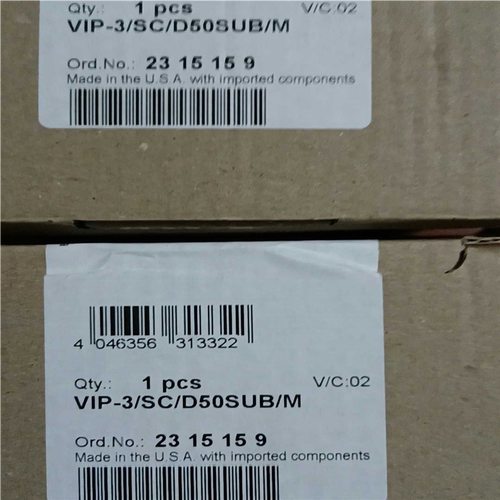 Qty.: 1 pcs V/C:02
VIP-3/SC/D50SUB/M
Ord.No.: 23 15 15 9
Made in the U.S.A. with imported components
4 046356 313322
Qty.: 1 pcs V/C:02
VIP-3/SC/D50SUB/M
Ord.No.: 23 15 15 9
Made in the U.S.A. with imported components